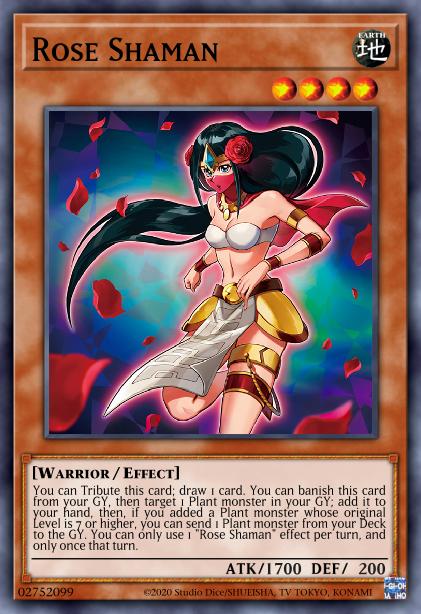 Rose Shaman
EARTH
地
[Warrior / Effect]
You can Tribute this card; draw 1 card. You can banish this card
from your GY, then target 1 Plant monster in your GY; add it to
your hand, then, if you added a Plant monster whose original
Level is 7 or higher, you can send 1 Plant monster from your Deck
to the GY. You can only use 1 "Rose Shaman" effect per turn, and
only once that turn.
ATK/1700 DEF/ 200
02752099
©2020 Studio Dice/SHUEISHA, TV TOKYO, KONAMI